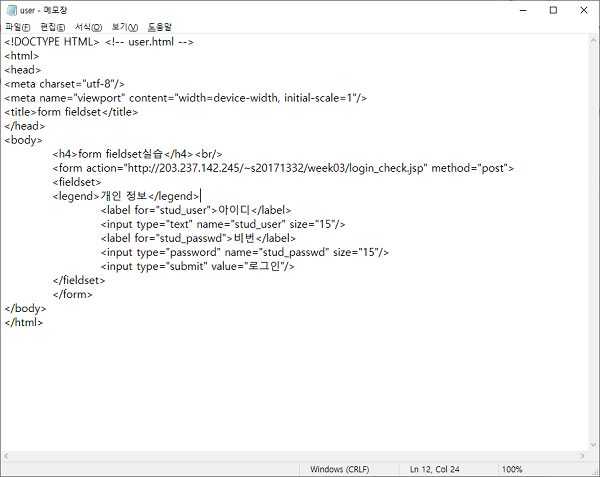 user - 메모장
파일(F) 편집(E) 서식(O) 보기(V) 도움말
<!DOCTYPE HTML> <!-- user.html -->
<html>
<head>
<meta charset="utf-8"/>
<meta name="viewport" content="width=device-width, initial-scale=1"/>
<title>form fieldset</title>
</head>
<body>
<h4>form fieldset실습</h4><br/>
<form action="http://203.237.142.245/~s20171332/week03/login_check.jsp" method="post">
<fieldset>
<legend>개인 정보</legend>
<label for="stud_user">아이디</label>
<input type="text" name="stud_user" size="15"/>
<label for="stud_passwd">비번</label>
<input type="password" name="stud_passwd" size="15"/>
<input type="submit" value="로그인"/>
</fieldset>
</form>
</body>
</html>
Windows (CRLF) Ln 12, Col 24 100%